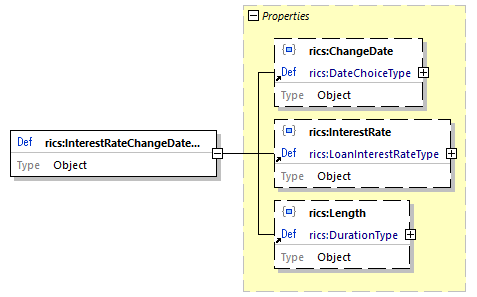 Properties
rics:ChangeDate
Def rics:DateChoiceType
Type Object
Def rics:InterestRateChangeDate...
Type Object
rics:InterestRate
Def rics:LoanInterestRateType
Type Object
rics:Length
Def rics:DurationType
Type Object